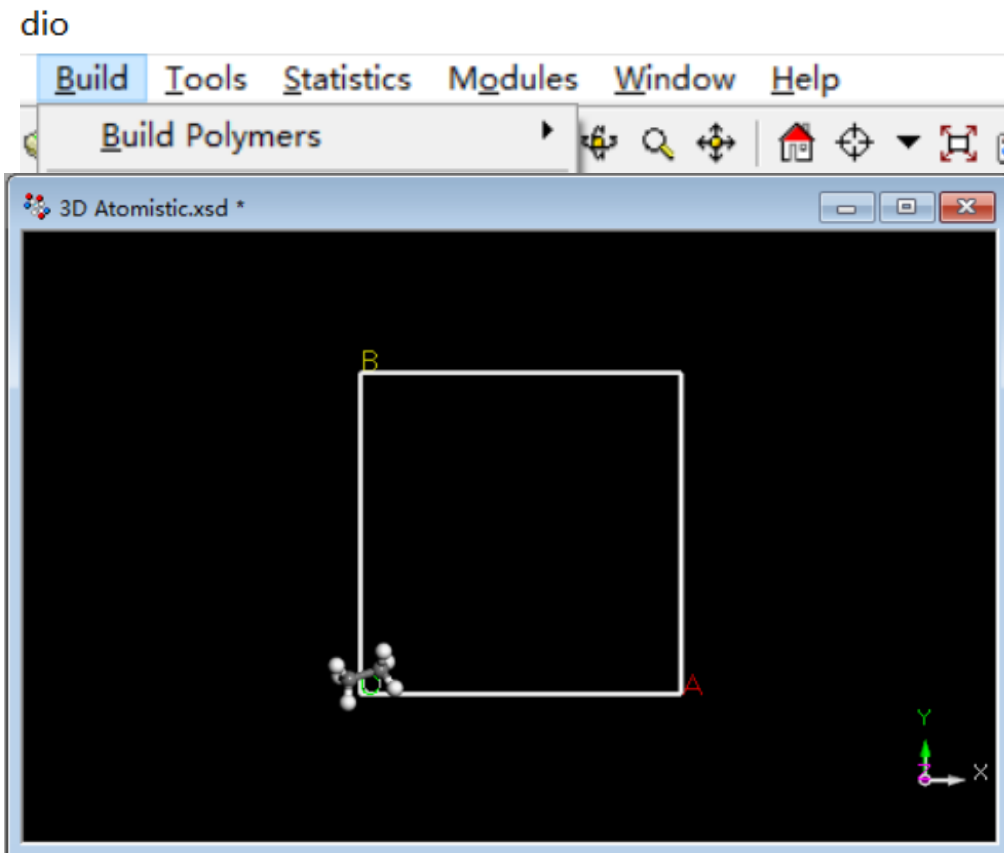 dio
Build Tools Statistics Modules Window Help
Build Polymers
3D Atomistic.xsd *
B
O A
Y
X